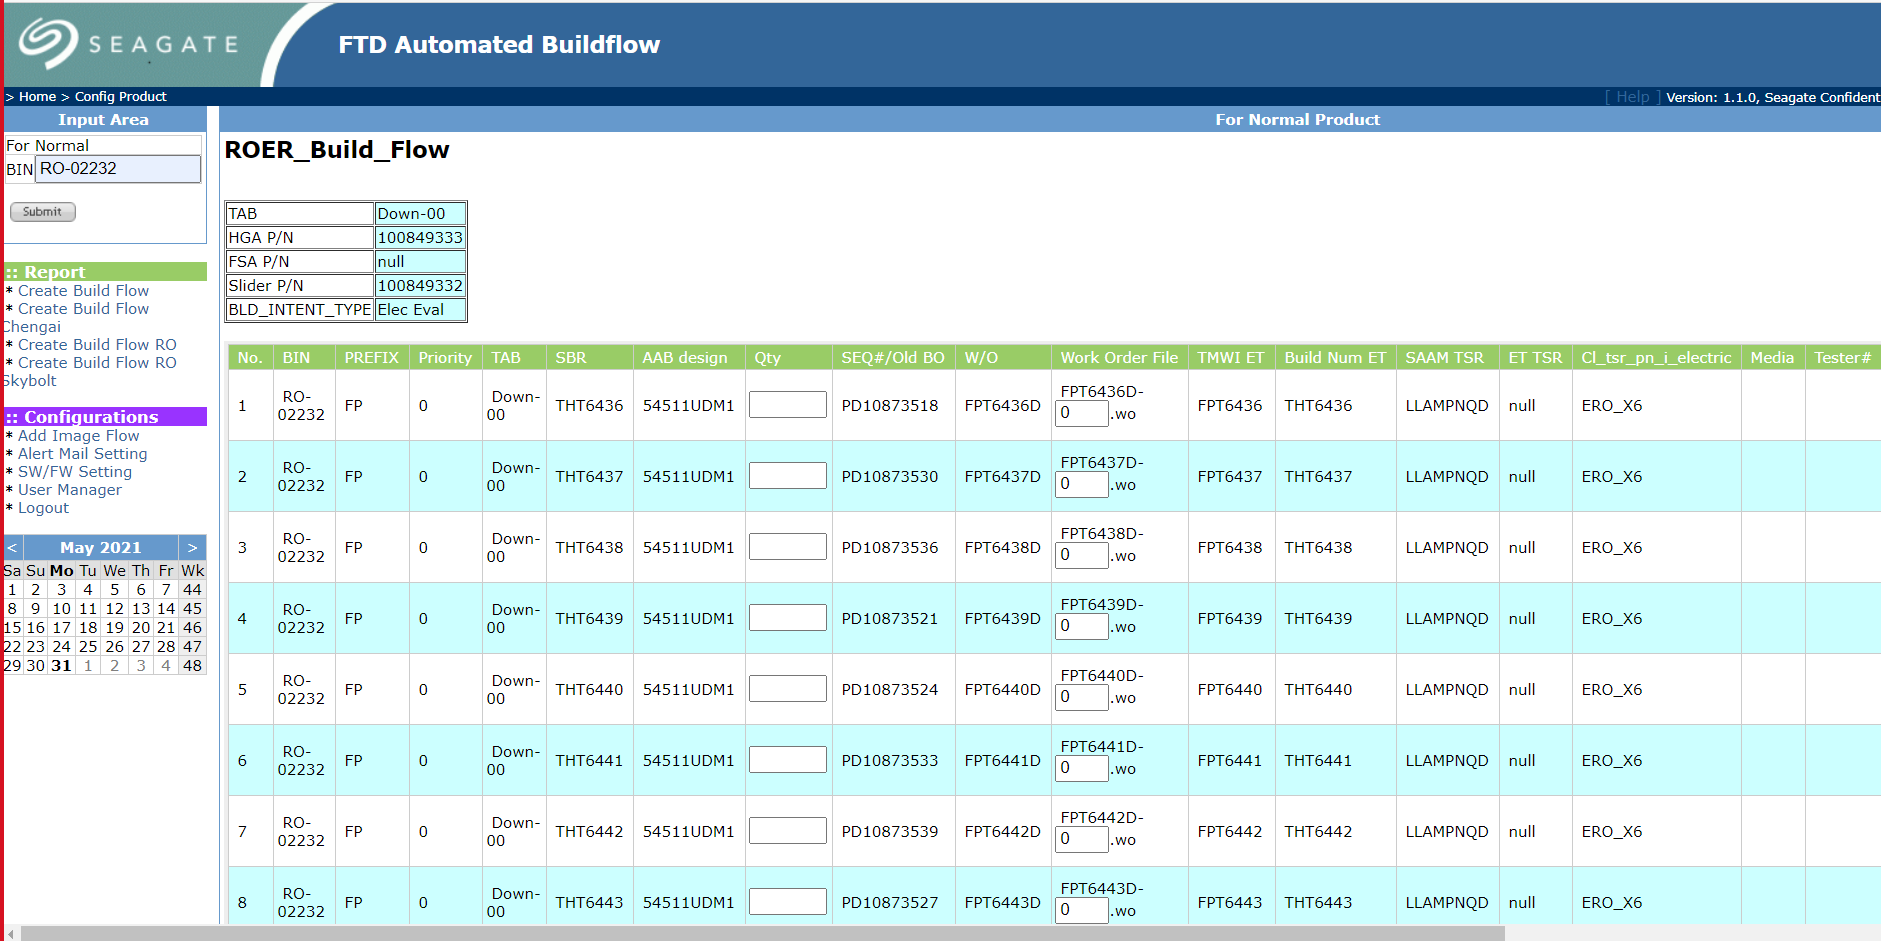 SEAGATE
FTD Automated Buildflow
> Home > Config Product
[ Help ] Version: 1.1.0, Seagate Confident
Input Area
For Normal
BIN RO-02232
Submit
:: Report
* Create Build Flow
* Create Build Flow
Chengai
* Create Build Flow RO
* Create Build Flow RO
Skybolt
:: Configurations
* Add Image Flow
* Alert Mail Setting
* SW/FW Setting
* User Manager
* Logout
< May 2021 >
Sa Su Mo Tu We Th Fr Wk
1 2 3 4 5 6 7 44
8 9 10 11 12 13 14 45
15 16 17 18 19 20 21 46
22 23 24 25 26 27 28 47
29 30 31 1 2 3 4 48
For Normal Product
ROER_Build_Flow
TAB Down-00
HGA P/N 100849333
FSA P/N null
Slider P/N 100849332
BLD_INTENT_TYPE Elec Eval
No. BIN PREFIX Priority TAB SBR AAB design Qty SEQ#/Old BO W/O Work Order File TMWI ET Build Num ET SAAM TSR ET TSR Cl_tsr_pn_i_electric Media Tester#
1 RO-02232 FP 0 Down-00 THT6436 54511UDM1 PD10873518 FPT6436D FPT6436D-0.wo FPT6436 THT6436 LLAMPNQD null ERO_X6
2 RO-02232 FP 0 Down-00 THT6437 54511UDM1 PD10873530 FPT6437D FPT6437D-0.wo FPT6437 THT6437 LLAMPNQD null ERO_X6
3 RO-02232 FP 0 Down-00 THT6438 54511UDM1 PD10873536 FPT6438D FPT6438D-0.wo FPT6438 THT6438 LLAMPNQD null ERO_X6
4 RO-02232 FP 0 Down-00 THT6439 54511UDM1 PD10873521 FPT6439D FPT6439D-0.wo FPT6439 THT6439 LLAMPNQD null ERO_X6
5 RO-02232 FP 0 Down-00 THT6440 54511UDM1 PD10873524 FPT6440D FPT6440D-0.wo FPT6440 THT6440 LLAMPNQD null ERO_X6
6 RO-02232 FP 0 Down-00 THT6441 54511UDM1 PD10873533 FPT6441D FPT6441D-0.wo FPT6441 THT6441 LLAMPNQD null ERO_X6
7 RO-02232 FP 0 Down-00 THT6442 54511UDM1 PD10873539 FPT6442D FPT6442D-0.wo FPT6442 THT6442 LLAMPNQD null ERO_X6
8 RO-02232 FP 0 Down-00 THT6443 54511UDM1 PD10873527 FPT6443D FPT6443D-0.wo FPT6443 THT6443 LLAMPNQD null ERO_X6